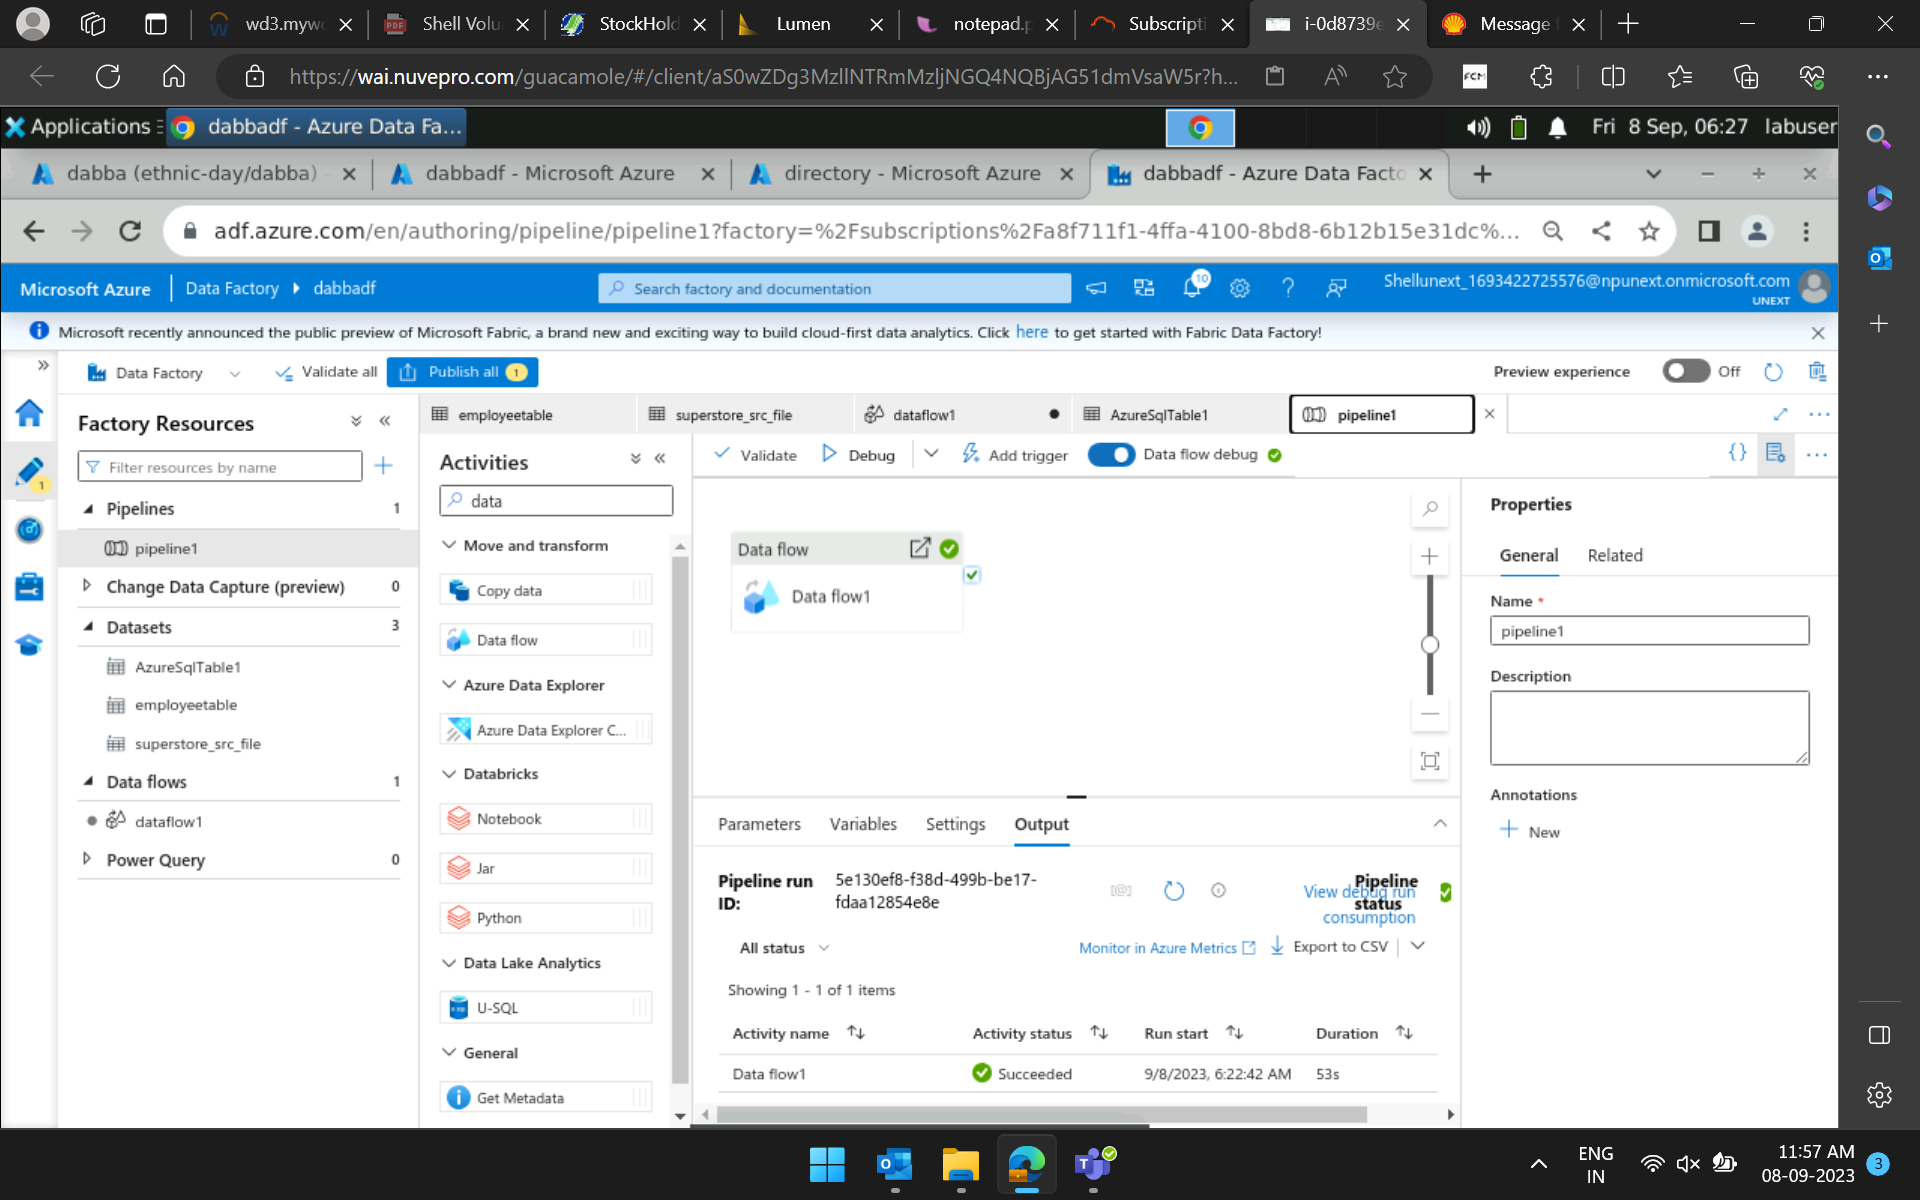 wd3.mywo
Shell Volu
StockHold
Lumen
notepad.p
Subscripti
i-0d8739e
Message
https://wai.nuvepro.com/guacamole/#/client/aS0wZDg3MzllNTRmMzljNGQ4NQBjAG51dmVsaW5r?h...
FCM
Applications
dabbadf - Azure Data Fa...
Fri 8 Sep, 06:27 labuser
dabba (ethnic-day/dabba) -
dabbadf - Microsoft Azure
directory - Microsoft Azure
dabbadf - Azure Data Facto
adf.azure.com/en/authoring/pipeline/pipeline1?factory=%2Fsubscriptions%2Fa8f711f1-4ffa-4100-8bd8-6b12b15e31dc%...
Microsoft Azure
Data Factory
dabbadf
Search factory and documentation
10
Shellunext_1693422725576@npunext.onmicrosoft.com
UNEXT
Microsoft recently announced the public preview of Microsoft Fabric, a brand new and exciting way to build cloud-first data analytics. Click here to get started with Fabric Data Factory!
Data Factory
Validate all
Publish all 1
Preview experience
Off
Factory Resources
Filter resources by name
1
Pipelines 1
pipeline1
Change Data Capture (preview) 0
Datasets 3
AzureSqlTable1
employeetable
superstore_src_file
Data flows 1
dataflow1
Power Query 0
employeetable
superstore_src_file
dataflow1
AzureSqlTable1
pipeline1
Activities
data
Move and transform
Copy data
Data flow
Azure Data Explorer
Azure Data Explorer C...
Databricks
Notebook
Jar
Python
Data Lake Analytics
U-SQL
General
Get Metadata
Validate
Debug
Add trigger
Data flow debug
Data flow
Data flow1
Parameters
Variables
Settings
Output
Pipeline run ID:
5e130ef8-f38d-499b-be17-
fdaa12854e8e
Pipeline status
View debug run
consumption
All status
Monitor in Azure Metrics
Export to CSV
Showing 1 - 1 of 1 items
Activity name
Activity status
Run start
Duration
Data flow1
Succeeded
9/8/2023, 6:22:42 AM
53s
Properties
General
Related
Name *
pipeline1
Description
Annotations
New
ENG
IN
11:57 AM
08-09-2023
3